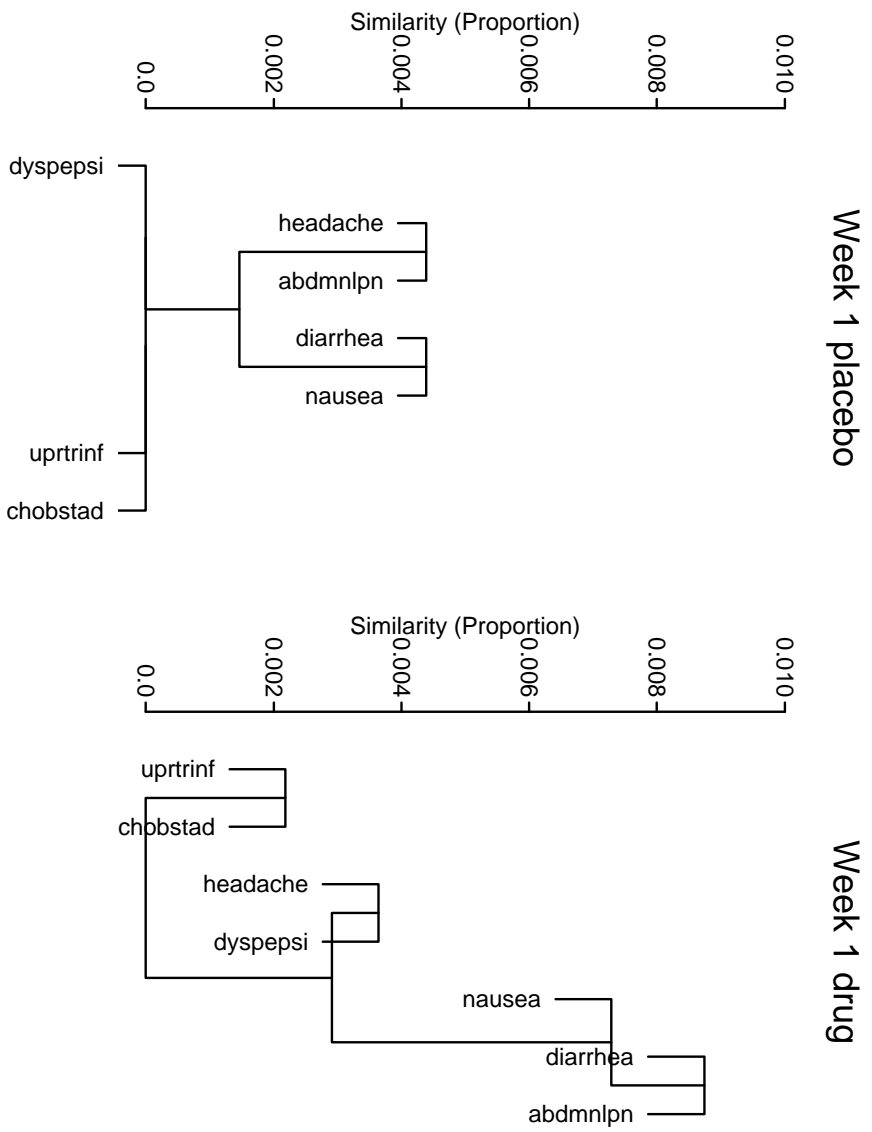 Similarity (Proportion)
0.0
0.002
0.004
0.006
0.008
0.010
dyspepsi
headache
abdmnlpn
diarrhea
nausea
uprtrinf
chobstad
Week 1 placebo
Similarity (Proportion)
0.0
0.002
0.004
0.006
0.008
0.010
uprtrinf
chobstad
headache
dyspepsi
nausea
diarrhea
abdmnlpn
Week 1 drug